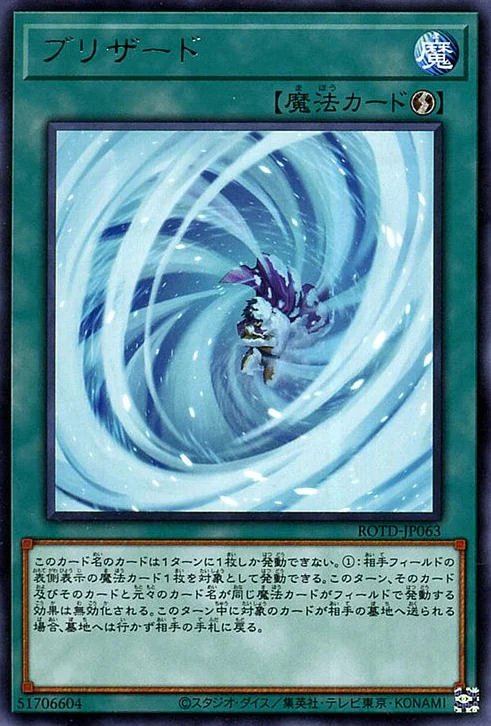 ブリザード
魔
【魔法カード】
ROTD-JP063
このカード名のカードは1ターンに1枚しか発動できない。①:相手フィールドの
表側表示の魔法カード1枚を対象として発動できる。このターン、そのカード
及びそのカードと元々のカード名が同じ魔法カードがフィールドで発動する
効果は無効化される。このターン中に対象のカードが相手の墓地へ送られる
場合、墓地へは行かず相手の手札に戻る。
51706604
©スタジオ・ダイス/集英社・テレビ東京・KONAMI